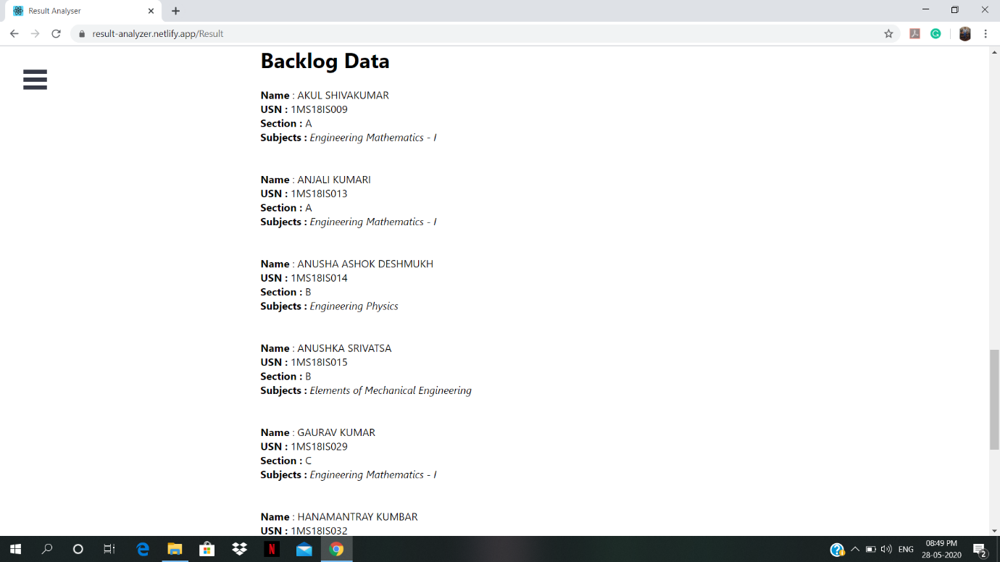 Result Analyser
result-analyzer.netlify.app/Result
Backlog Data
Name : AKUL SHIVAKUMAR
USN : 1MS18IS009
Section : A
Subjects : Engineering Mathematics - I
Name : ANJALI KUMARI
USN : 1MS18IS013
Section : A
Subjects : Engineering Mathematics - I
Name : ANUSHA ASHOK DESHMUKH
USN : 1MS18IS014
Section : B
Subjects : Engineering Physics
Name : ANUSHKA SRIVATSA
USN : 1MS18IS015
Section : B
Subjects : Elements of Mechanical Engineering
Name : GAURAV KUMAR
USN : 1MS18IS029
Section : C
Subjects : Engineering Mathematics - I
Name : HANAMANTRAY KUMBAR
USN : 1MS18IS032
ENG
08:49 PM
28-05-2020
2